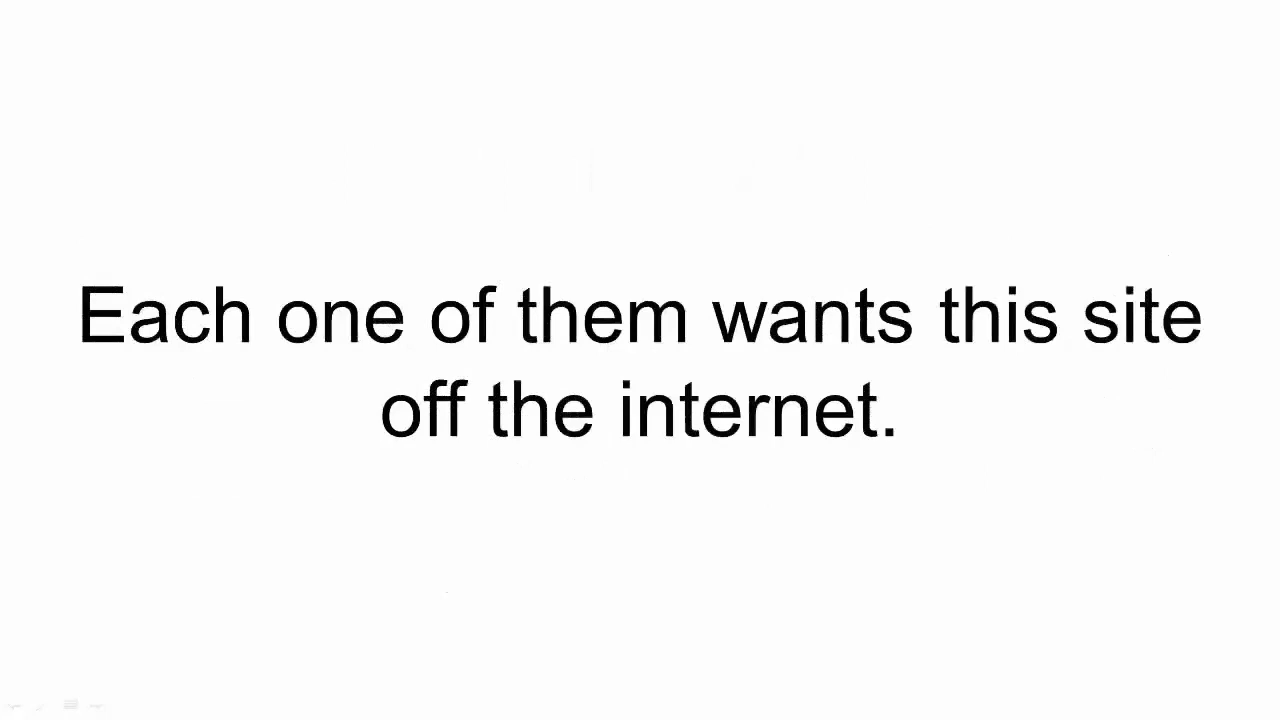 Each one of them wants this site
off the internet.